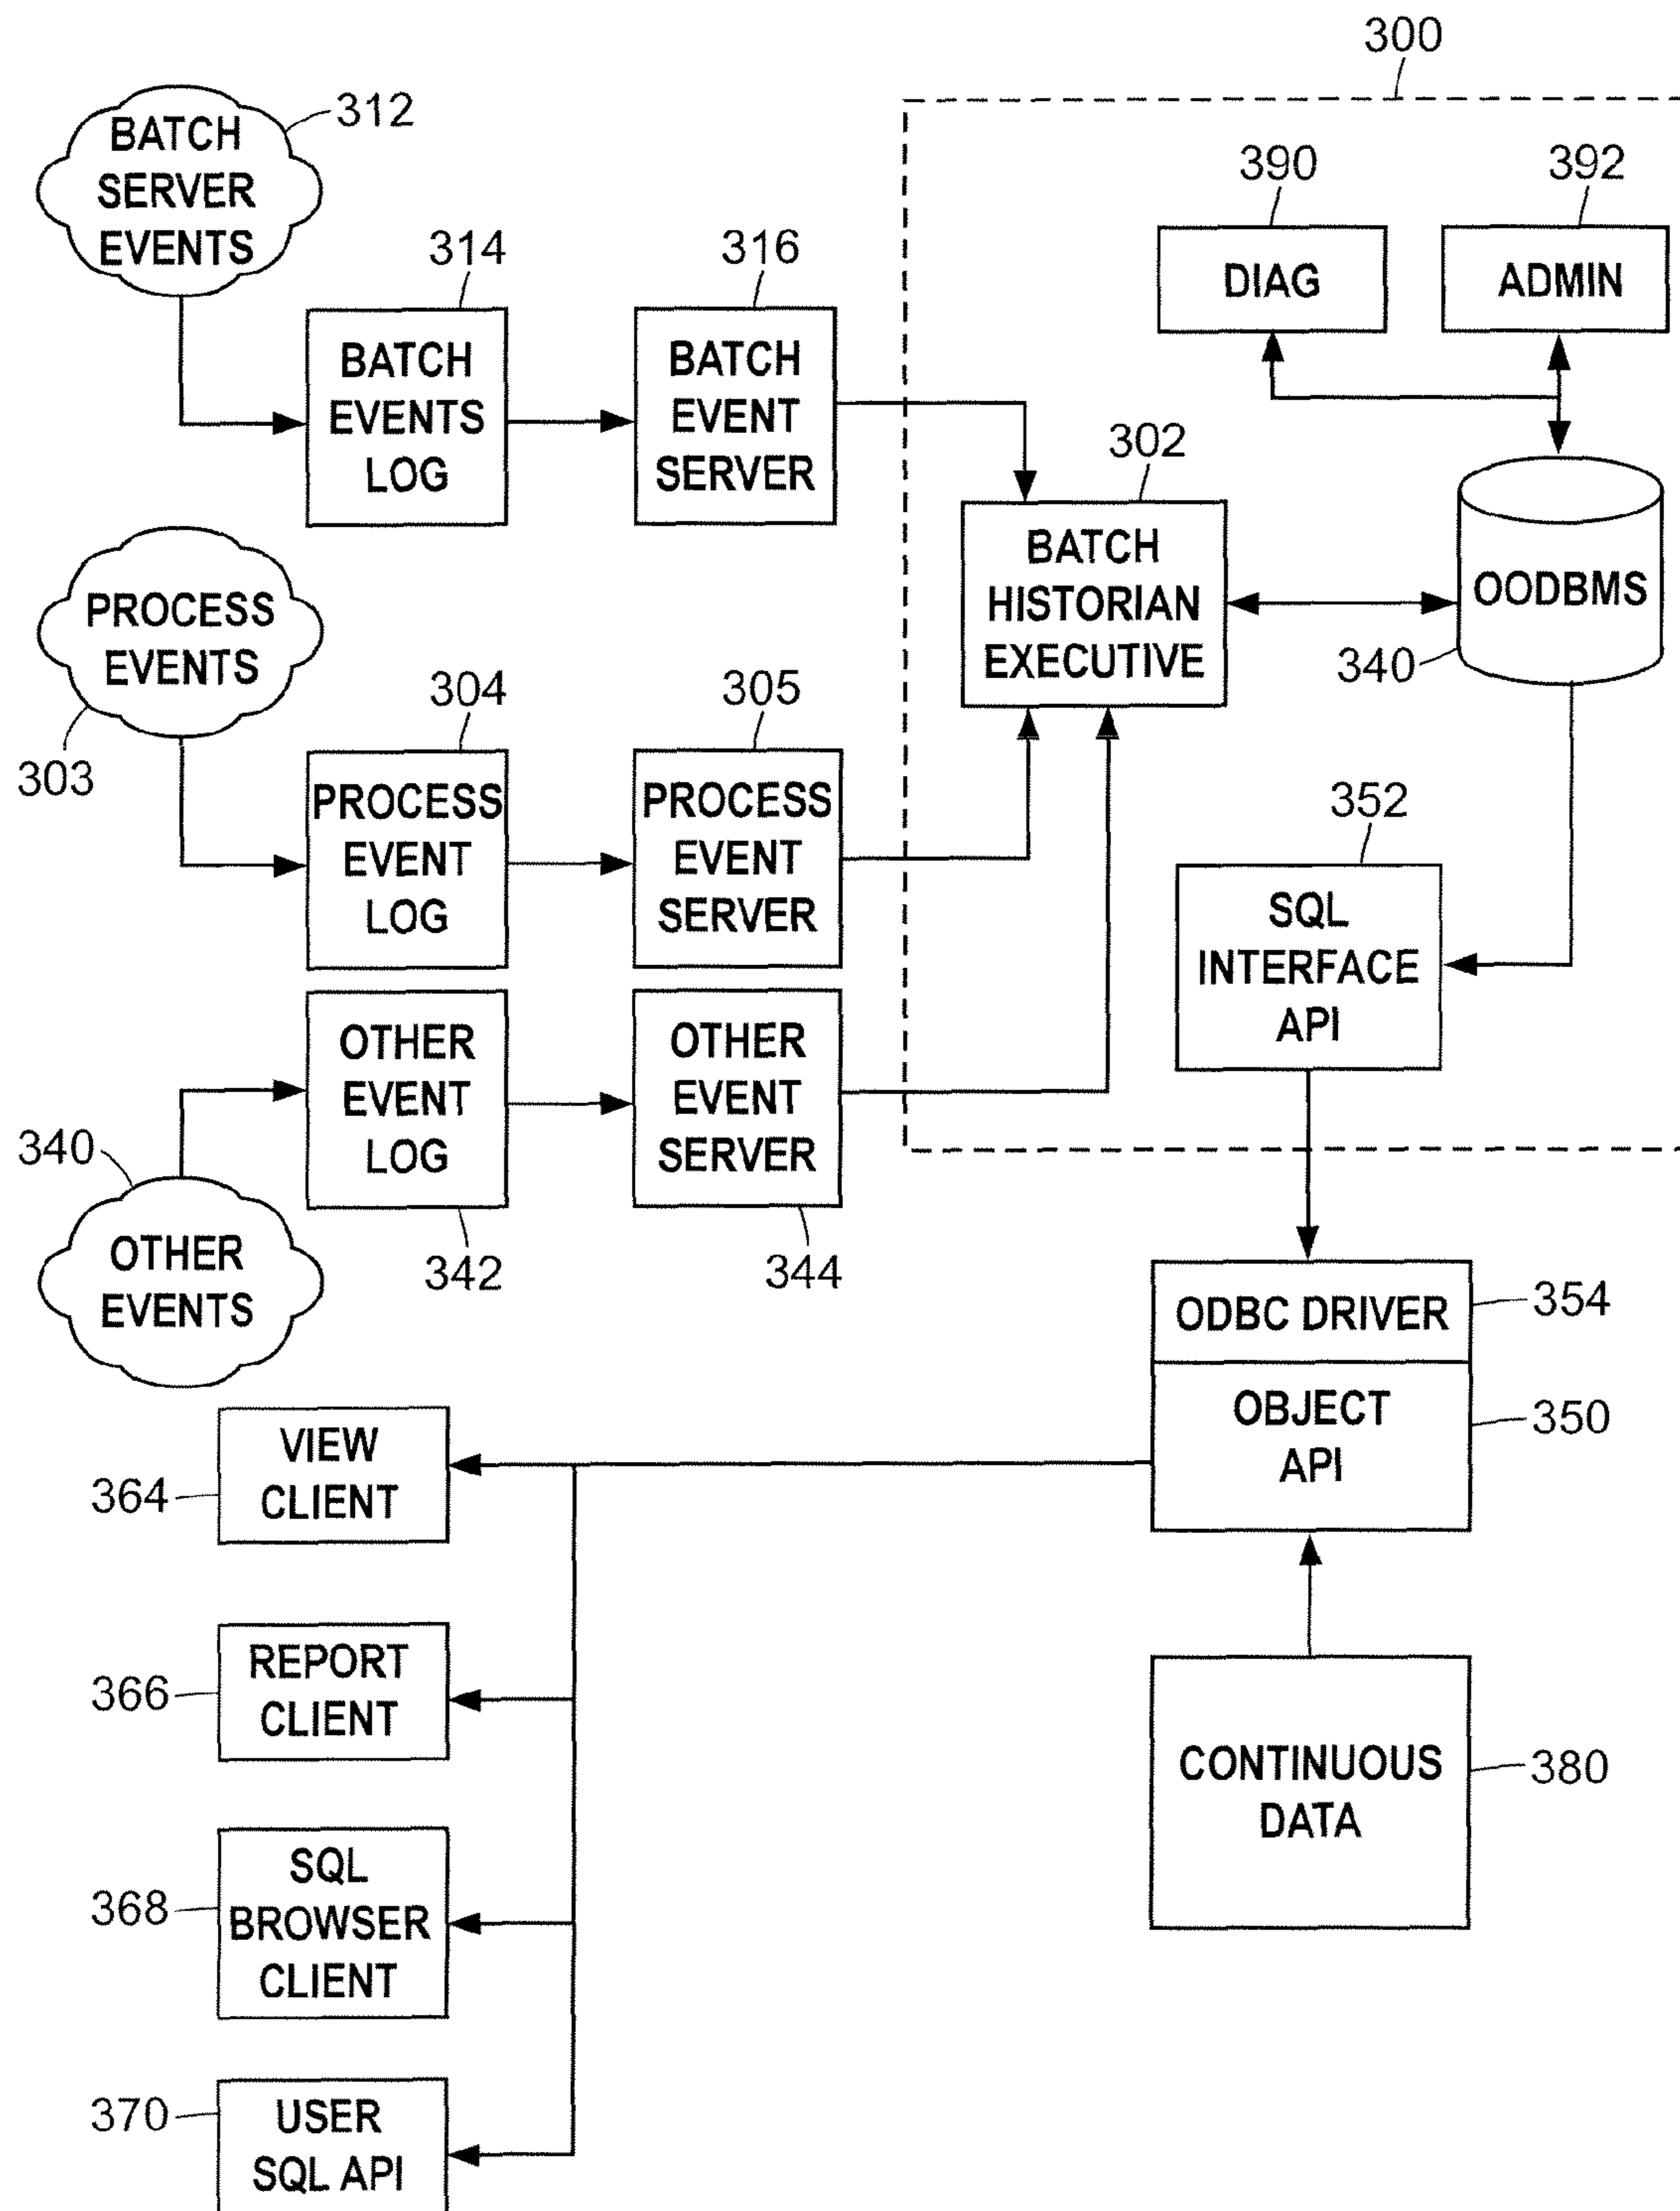 300
312
BATCH
SERVER
EVENTS
390
392
DIAG
ADMIN
314
316
BATCH
EVENTS
LOG
BATCH
EVENT
SERVER
302
BATCH
HISTORIAN
EXECUTIVE
OODBMS
340
PROCESS
EVENTS
303
304
305
PROCESS
EVENT
LOG
PROCESS
EVENT
SERVER
352
SQL
INTERFACE
API
OTHER
EVENT
LOG
OTHER
EVENT
SERVER
340
OTHER
EVENTS
342
344
ODBC DRIVER
354
OBJECT
API
350
VIEW
CLIENT
364
REPORT
CLIENT
366
CONTINUOUS
DATA
380
SQL
BROWSER
CLIENT
368
USER
SQL API
370